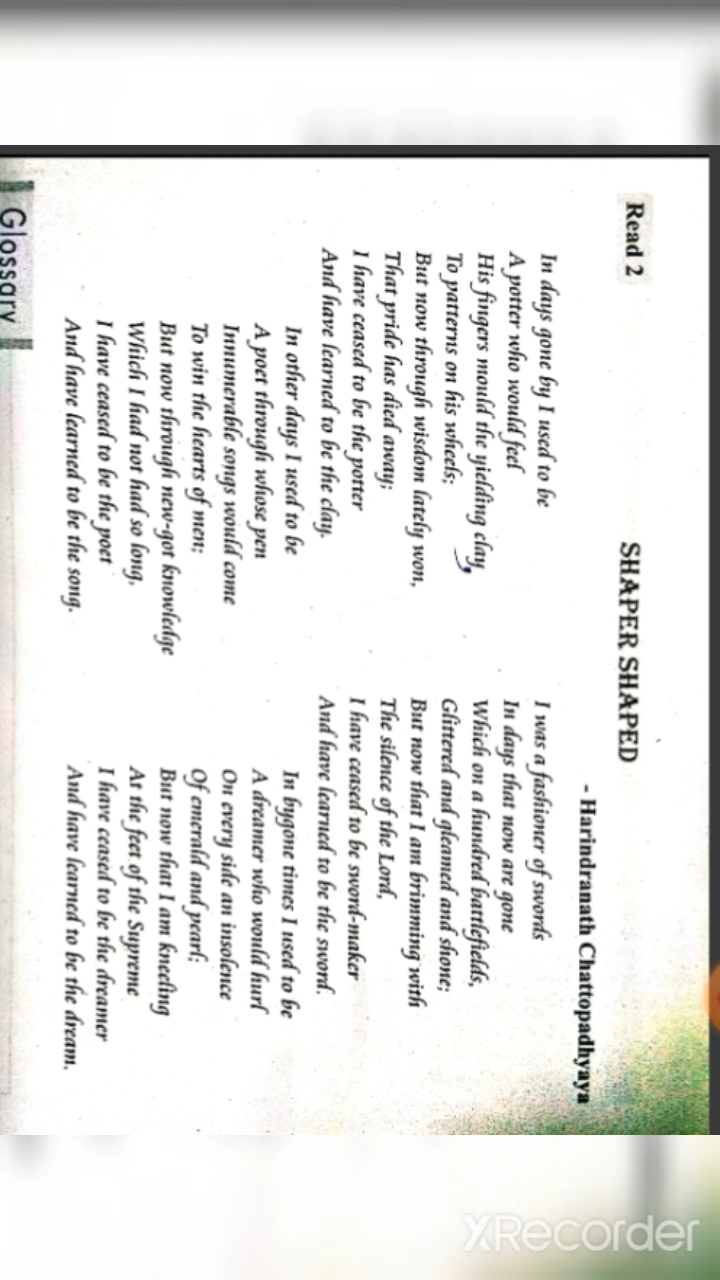 Read 2
SHAPER SHAPED
- Harindranath Chattopadhyaya
In days gone by I used to be
A potter who would feel
His fingers mould the yielding clay,
To patterns on his wheels;
But now through wisdom lately won,
That pride has died away;
I have ceased to be the potter
And have learned to be the clay.
In other days I used to be
A poet through whose pen
Innumerable songs would come
To win the hearts of men;
But now through new-got knowledge
Which I had not had so long,
I have ceased to be the poet
And have learned to be the song.
I was a fashioner of swords
In days that now are gone
Which on a hundred battlefields,
Glittered and gleamed and shone;
But now that I am brimming with
The silence of the Lord,
I have ceased to be sword-maker
And have learned to be the sword.
In bygone times I used to be
A dreamer who would hurl
On every side an insolence
Of emerald and pearl;
But now that I am kneeling
At the feet of the Supreme
I have ceased to be the dreamer
And have learned to be the dream.
Glossary
XRecorder